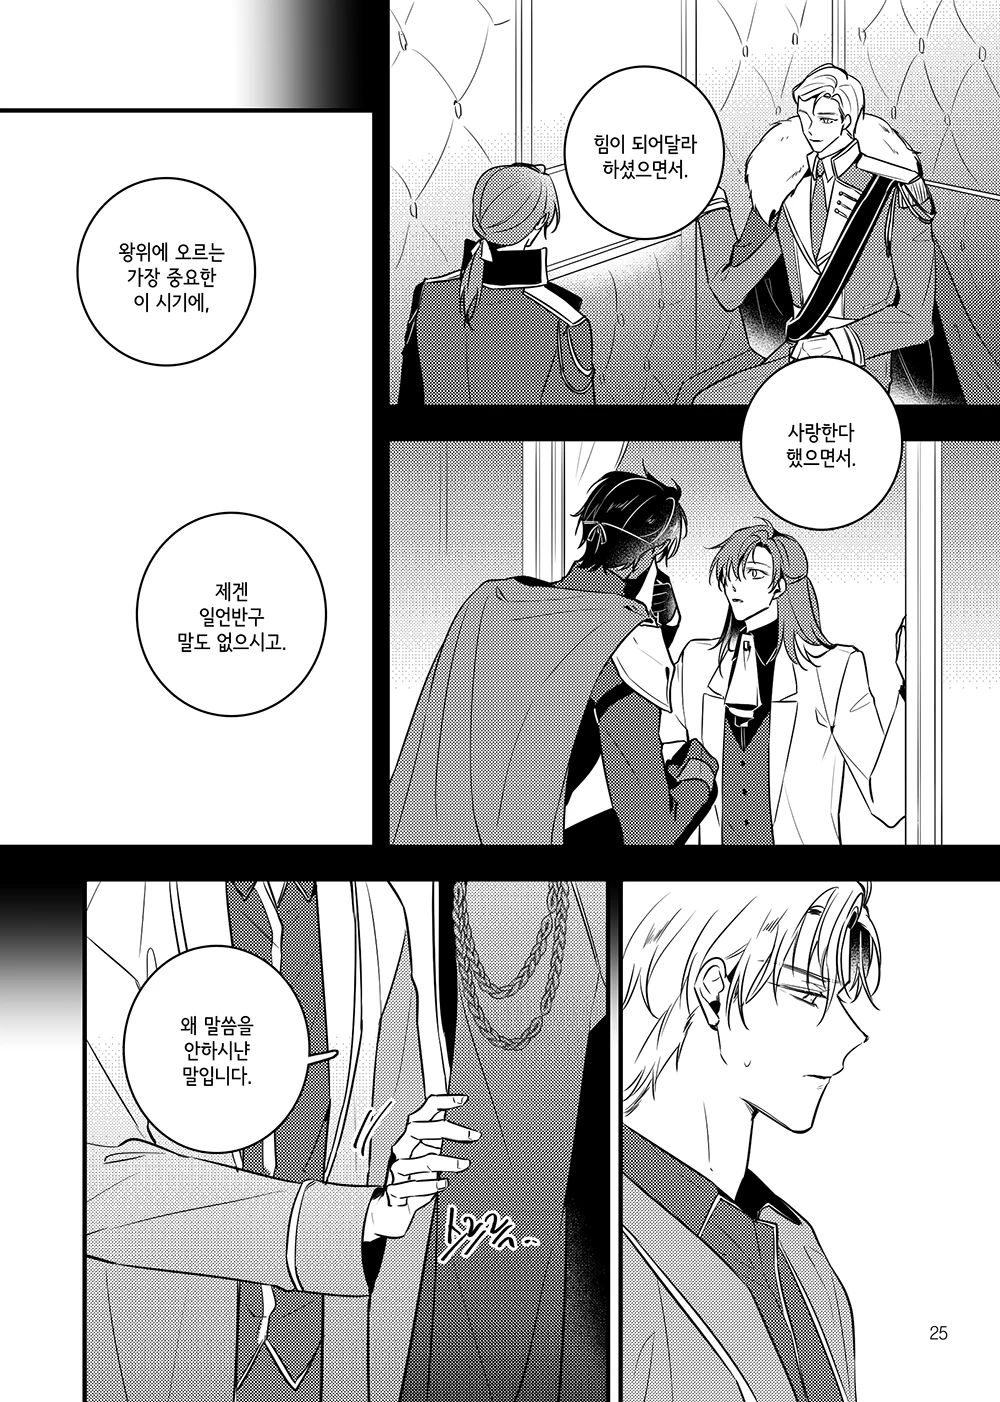 힘이 되어달라
하셨으면서.
사랑한다
했으면서.
왕위에 오르는
가장 중요한
이 시기에,
제겐
일언반구
말도 없으시고.
왜 말씀을
안하시냔
말입니다.
25